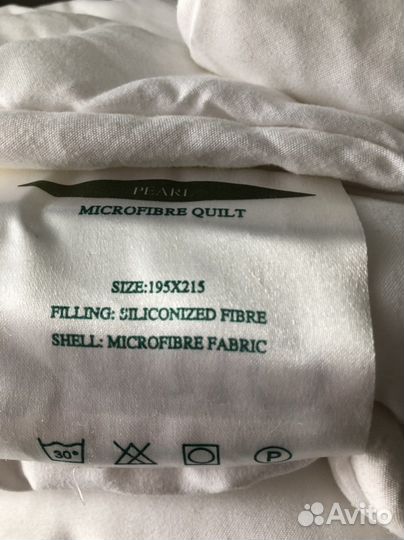 PEARL
MICROFIBRE QUILT
SIZE:195X215
FILLING: SILICONIZED FIBRE
SHELL: MICROFIBRE FABRIC
30°
P
Avito